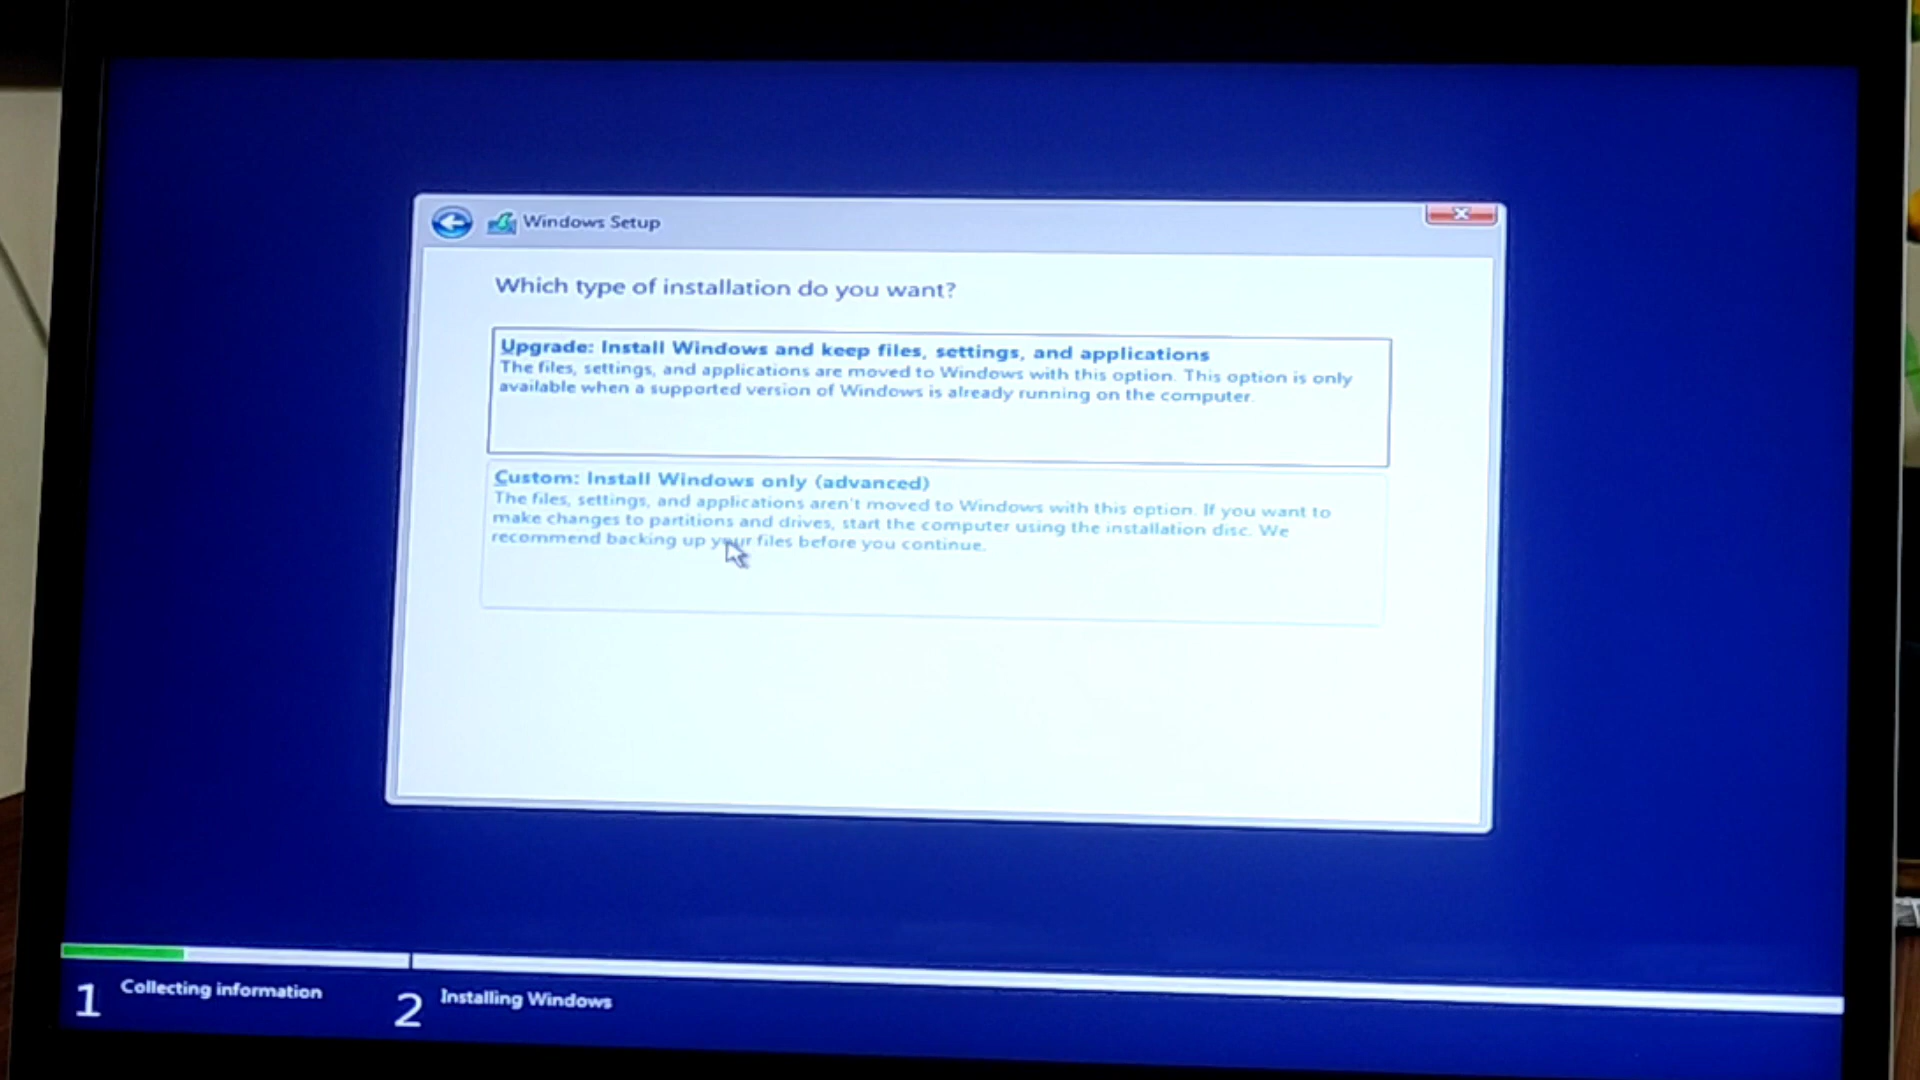 Windows Setup
Which type of installation do you want?
Upgrade: Install Windows and keep files, settings, and applications
The files, settings, and applications are moved to Windows with this option. This option is only
available when a supported version of Windows is already running on the computer.
Custom: Install Windows only (advanced)
The files, settings, and applications aren't moved to Windows with this option. If you want to
make changes to partitions and drives, start the computer using the installation disc. We
recommend backing up your files before you continue.
1 Collecting information
2 Installing Windows